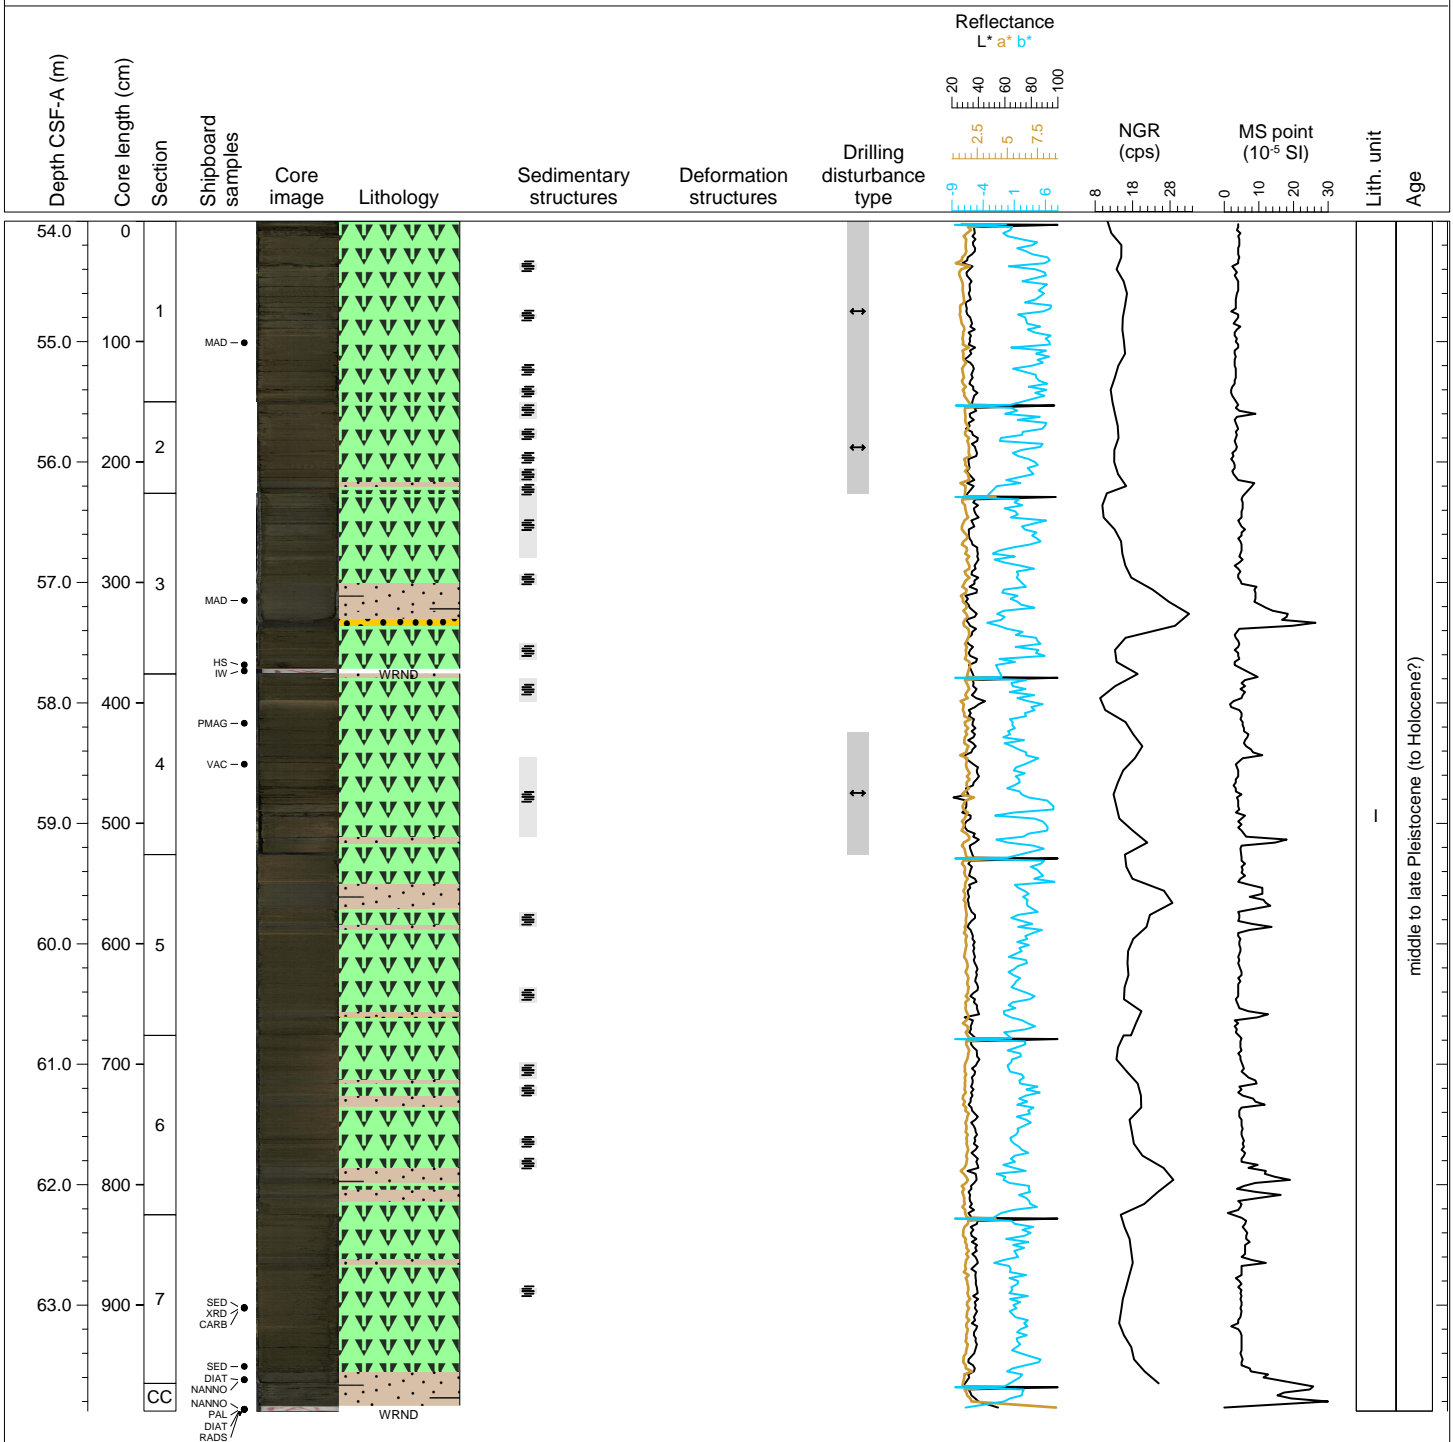 Reflectance
L* a* b*
Depth CSF-A (m)
Core length (cm)
Section
Shipboard
samples
Core
image
Lithology
Sedimentary
structures
Deformation
structures
Drilling
disturbance
type
20 40 60 80 100
2.5 5 7.5
-9 -4 1 6
NGR
(cps)
8 18 28
MS point
(10-5 SI)
0 10 20 30
Lith. unit
Age
54.0 0
1
55.0 100 MAD
2
56.0 200
57.0 300
3
MAD
HS
IW
WRND
58.0 400
PMAG
4
VAC
59.0 500
I
middle to late Pleistocene (to Holocene?)
60.0 600 5
61.0 700
6
62.0 800
63.0 900 7
SED
XRD
CARB
SED
DIAT
NANNO
CC
NANNO
PAL
DIAT
RADS
WRND